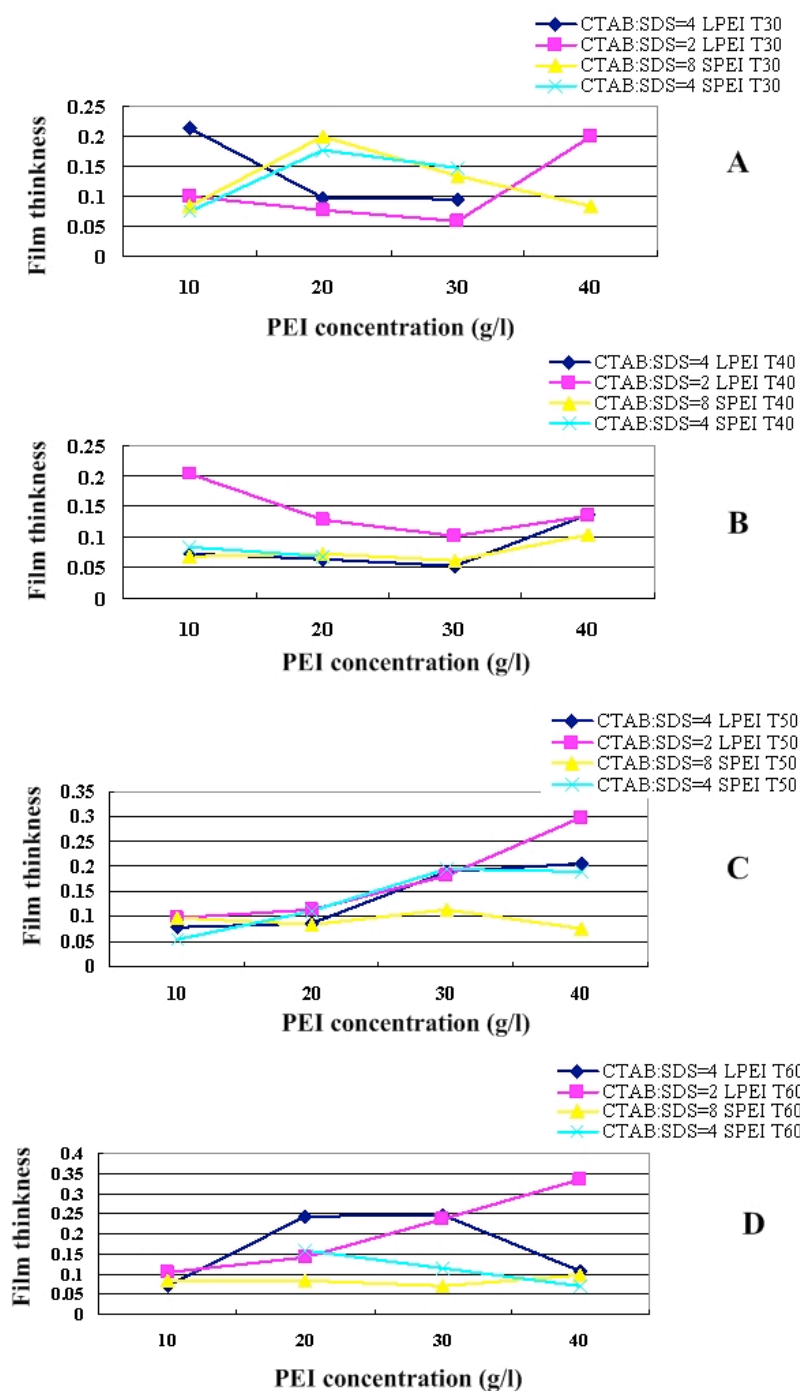 CTAB:SDS=4 LPEI T30
CTAB:SDS=2 LPEI T30
CTAB:SDS=8 SPEI T30
CTAB:SDS=4 SPEI T30
Film thinkness
0.25
0.2
0.15
0.1
0.05
0
10 20 30 40
PEI concentration (g/l)
A
CTAB:SDS=4 LPEI T40
CTAB:SDS=2 LPEI T40
CTAB:SDS=8 SPEI T40
CTAB:SDS=4 SPEI T40
Film thinkness
0.25
0.2
0.15
0.1
0.05
0
10 20 30 40
PEI concentration (g/l)
B
CTAB:SDS=4 LPEI T50
CTAB:SDS=2 LPEI T50
CTAB:SDS=8 SPEI T50
CTAB:SDS=4 SPEI T50
Film thinkness
0.35
0.3
0.25
0.2
0.15
0.1
0.05
0
10 20 30 40
PEI concentration (g/l)
C
CTAB:SDS=4 LPEI T60
CTAB:SDS=2 LPEI T60
CTAB:SDS=8 SPEI T60
CTAB:SDS=4 SPEI T60
Film thinkness
0.4
0.35
0.3
0.25
0.2
0.15
0.1
0.05
0
10 20 30 40
PEI concentration (g/l)
D